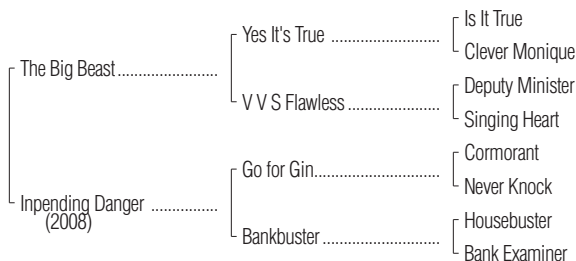 Is It True
Yes It's True ........................
Clever Monique
The Big Beast ......................
Deputy Minister
V V S Flawless .....................
Singing Heart
Cormorant
Go for Gin............................
Never Knock
Inpending Danger ...............
(2008)
Housebuster
Bankbuster ..........................
Bank Examiner